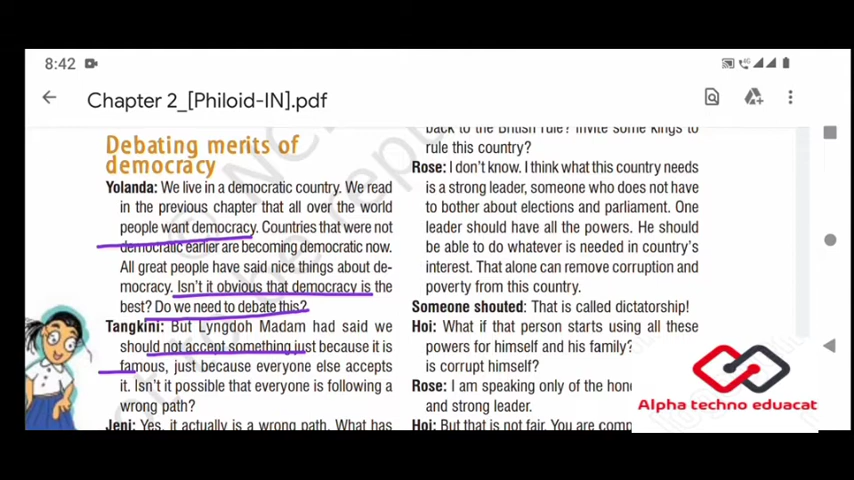 8:42
Chapter 2_[Philoid-IN].pdf
Debating merits of
democracy
Yolanda: We live in a democratic country. We read
in the previous chapter that all over the world
people want democracy. Countries that were not
democratic earlier are becoming democratic now.
All great people have said nice things about de-
mocracy. Isn't it obvious that democracy is the
best? Do we need to debate this?
Tangkini: But Lyngdoh Madam had said we
should not accept something just because it is
famous, just because everyone else accepts
it. Isn't it possible that everyone is following a
wrong path?
Jeni: Yes, it actually is a wrong path. What has
back to the British rule? Invite some kings to
rule this country?
Rose: I don't know. I think what this country needs
is a strong leader, someone who does not have
to bother about elections and parliament. One
leader should have all the powers. He should
be able to do whatever is needed in country's
interest. That alone can remove corruption and
poverty from this country.
Someone shouted: That is called dictatorship!
Hoi: What if that person starts using all these
powers for himself and his family?
is corrupt himself?
Rose: I am speaking only of the
and strong leader.
Hoi: But that is not fair. You are
Alpha techno eduacat